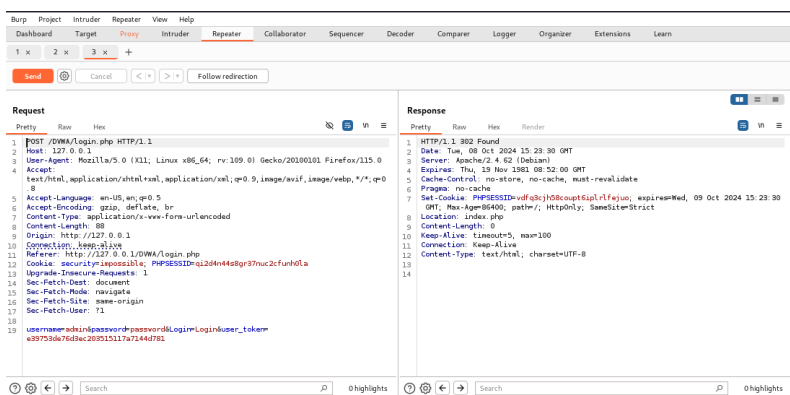 Burp Project Intruder Repeater View Help
Dashboard Target Proxy Intruder Repeater Collaborator Sequencer Decoder Comparer Logger Organizer Extensions Learn
1 × 2 × 3 × +
Send Cancel < > Follow redirection
Request
Pretty Raw Hex \n
1 POST /DVWA/login.php HTTP/1.1
2 Host: 127.0.0.1
3 User-Agent: Mozilla/5.0 (X11; Linux x86_64; rv:109.0) Gecko/20100101 Firefox/115.0
4 Accept:
text/html,application/xhtml+xml,application/xml;q=0.9,image/avif,image/webp,*/*;q=0
.8
5 Accept-Language: en-US,en;q=0.5
6 Accept-Encoding: gzip, deflate, br
7 Content-Type: application/x-www-form-urlencoded
8 Content-Length: 88
9 Origin: http://127.0.0.1
10 Connection: keep-alive
11 Referer: http://127.0.0.1/DVWA/login.php
12 Cookie: security=impossible; PHPSESSID=qi2d4n44s8gr37nuc2cfunh0la
13 Upgrade-Insecure-Requests: 1
14 Sec-Fetch-Dest: document
15 Sec-Fetch-Mode: navigate
16 Sec-Fetch-Site: same-origin
17 Sec-Fetch-User: ?1
18
19 username=admin&password=password&Login=Login&user_token=
e39753de76d3ec203515117a7144d781
Search 0 highlights
Response
Pretty Raw Hex Render \n
1 HTTP/1.1 302 Found
2 Date: Tue, 08 Oct 2024 15:23:30 GMT
3 Server: Apache/2.4.62 (Debian)
4 Expires: Thu, 19 Nov 1981 08:52:00 GMT
5 Cache-Control: no-store, no-cache, must-revalidate
6 Pragma: no-cache
7 Set-Cookie: PHPSESSID=vdfq3cjh58coupt6iplrlfejuo; expires=Wed, 09 Oct 2024 15:23:30
GMT; Max-Age=86400; path=/; HttpOnly; SameSite=Strict
8 Location: index.php
9 Content-Length: 0
10 Keep-Alive: timeout=5, max=100
11 Connection: Keep-Alive
12 Content-Type: text/html; charset=UTF-8
13
14
Search 0 highlights